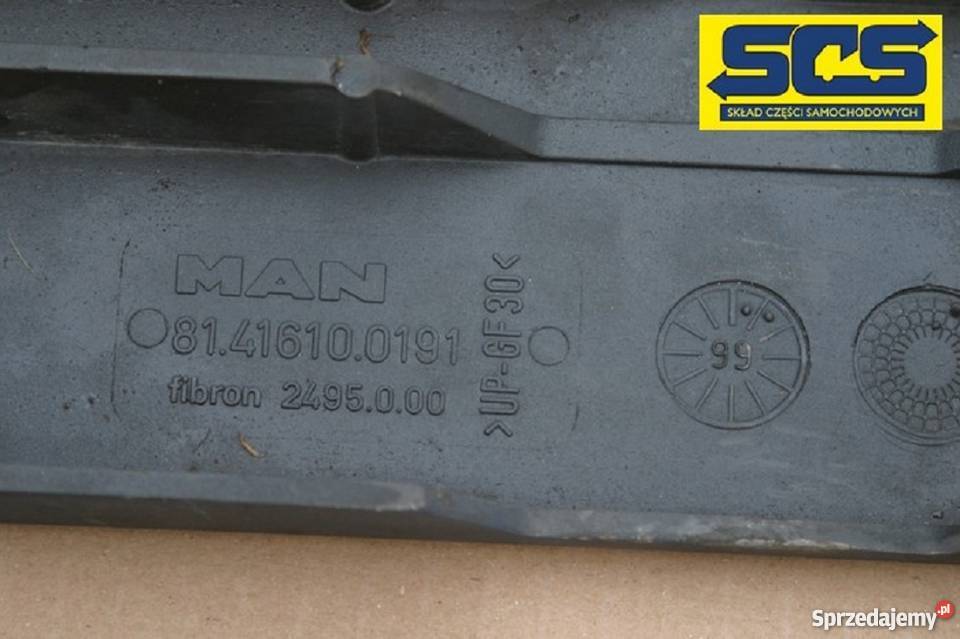 SCS
SKŁAD CZĘŚCI SAMOCHODOWYCH
MAN
81.41610.0191
fibron 2495.0.00
>UP-GF30<
99
Sprzedajemy.pl